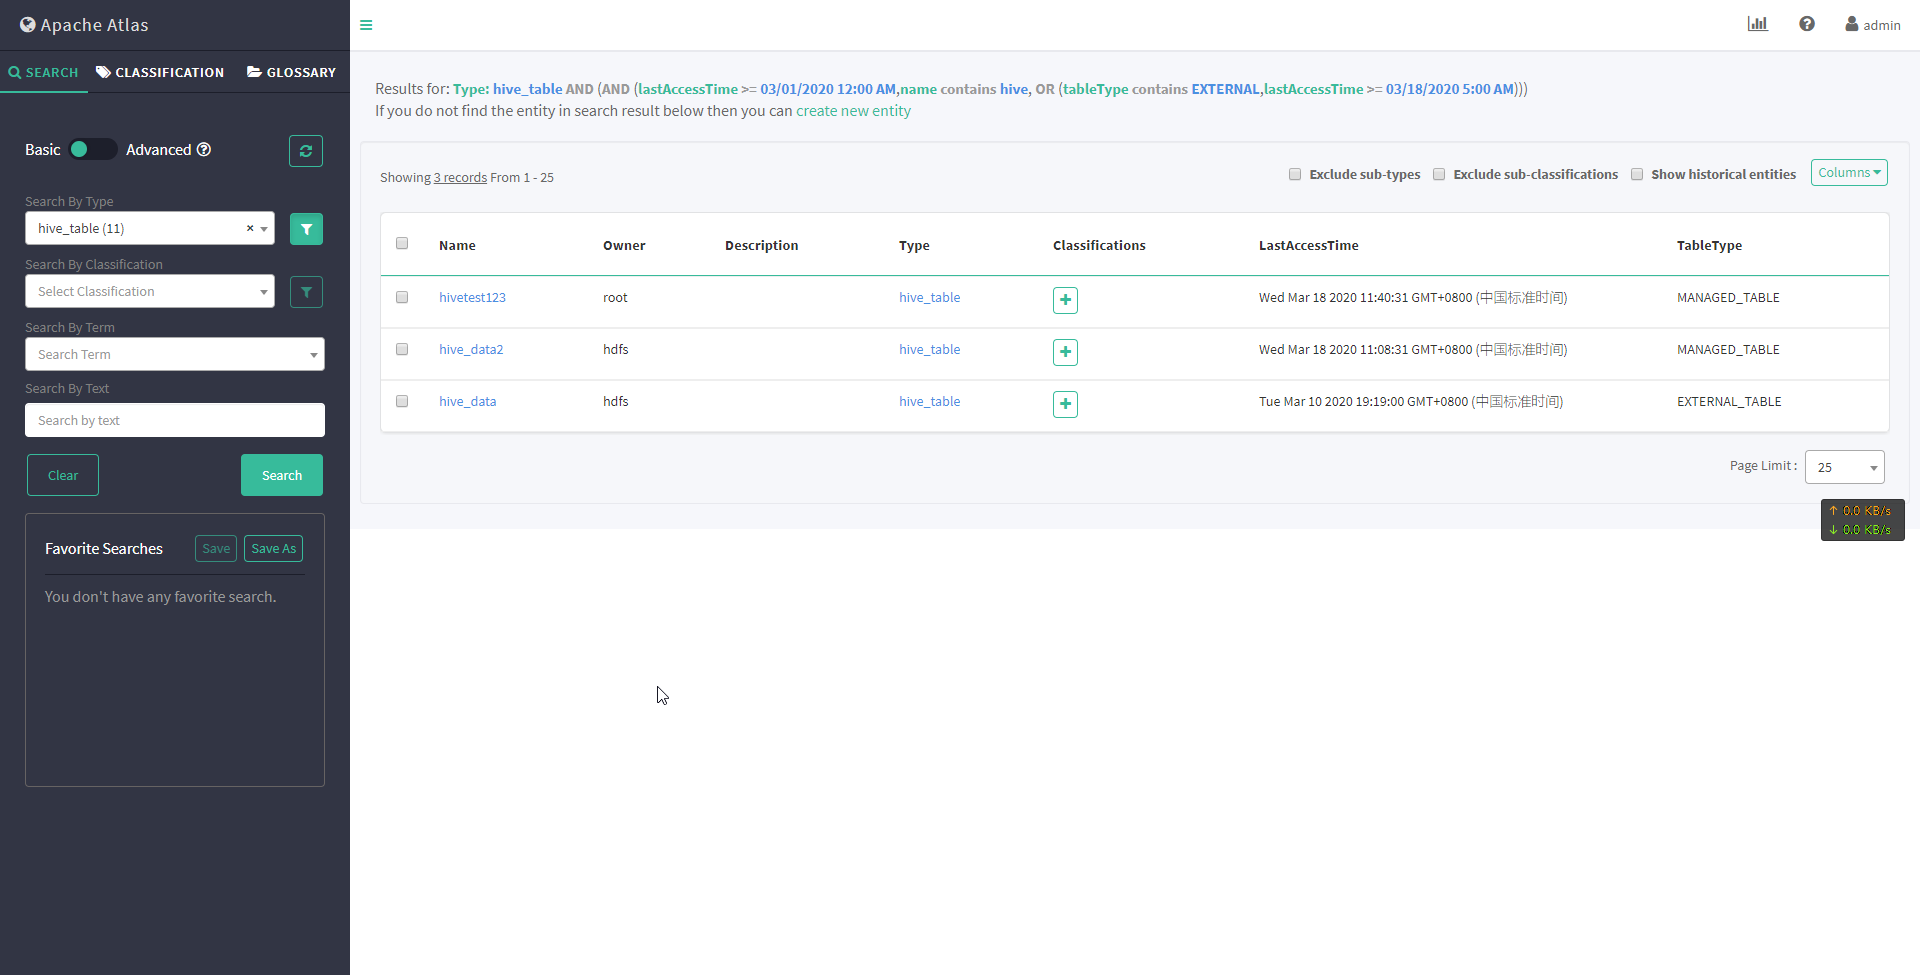 Apache Atlas
admin
SEARCH CLASSIFICATION GLOSSARY
Basic Advanced
Search By Type
hive_table (11) ×
Search By Classification
Select Classification
Search By Term
Search Term
Search By Text
Search by text
Clear Search
Favorite Searches Save Save As
You don't have any favorite search.
Results for: Type: hive_table AND (AND (lastAccessTime >= 03/01/2020 12:00 AM,name contains hive, OR (tableType contains EXTERNAL,lastAccessTime >= 03/18/2020 5:00 AM)))
If you do not find the entity in search result below then you can create new entity
Showing 3 records From 1 - 25
Exclude sub-types Exclude sub-classifications Show historical entities Columns
Name Owner Description Type Classifications LastAccessTime TableType
hivetest123 root hive_table Wed Mar 18 2020 11:40:31 GMT+0800 (中国标准时间) MANAGED_TABLE
hive_data2 hdfs hive_table Wed Mar 18 2020 11:08:31 GMT+0800 (中国标准时间) MANAGED_TABLE
hive_data hdfs hive_table Tue Mar 10 2020 19:19:00 GMT+0800 (中国标准时间) EXTERNAL_TABLE
Page Limit : 25
↑ 0.0 KB/s
↓ 0.0 KB/s